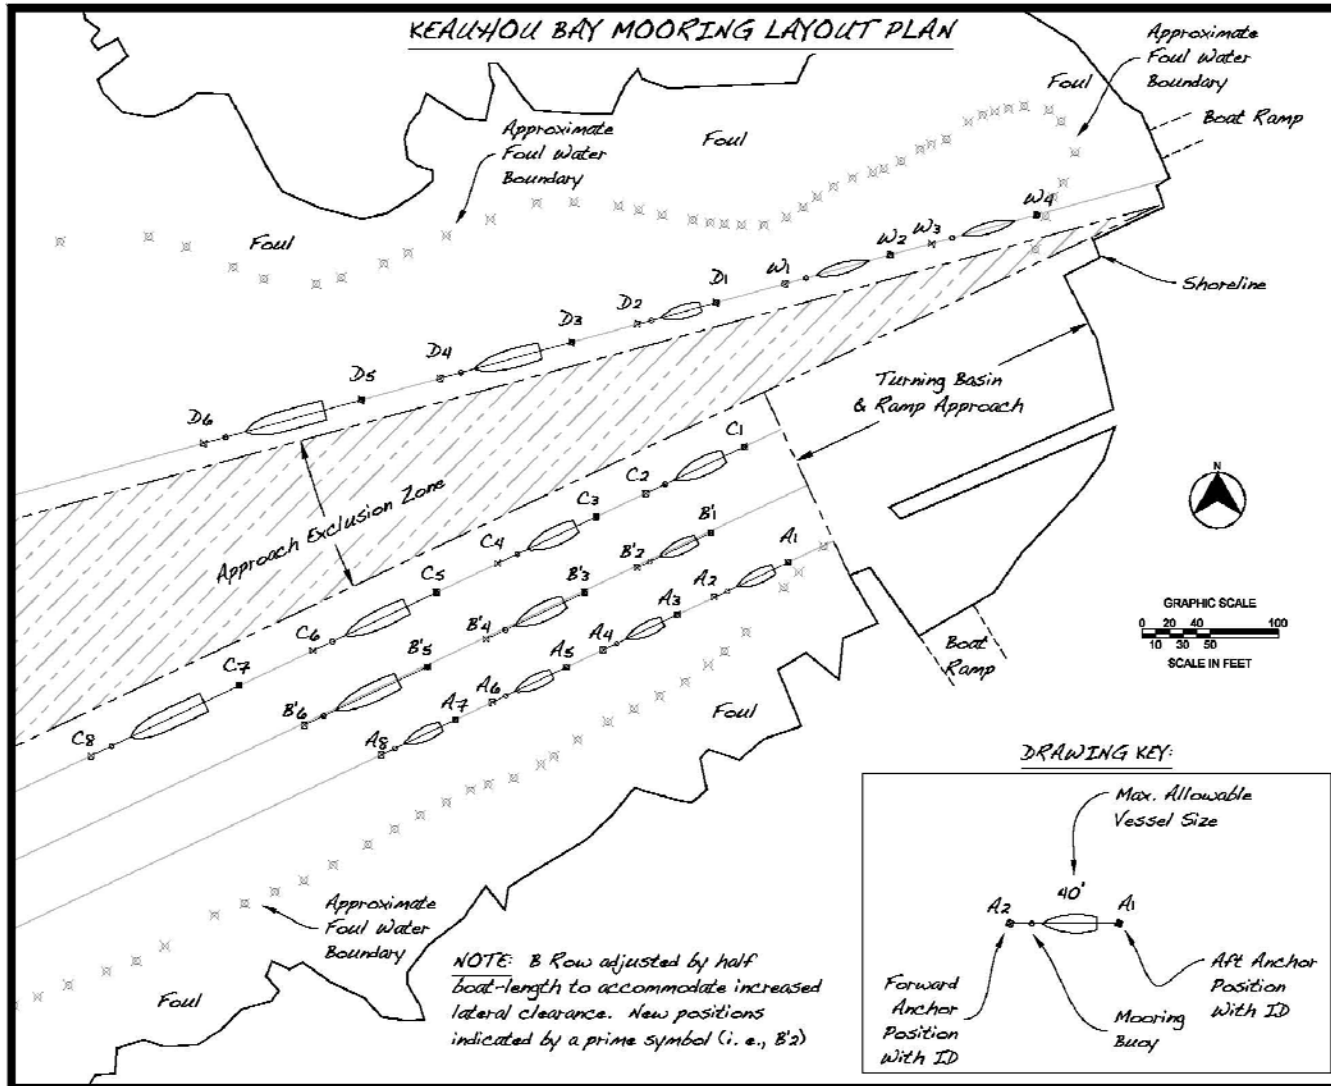 KEAUHOU BAY MOORING LAYOUT PLAN
Approximate
Foul Water
Boundary
Foul
Boat Ramp
Approximate
Foul Water
Boundary
Foul
Foul
W4
W3
W2
W1
D1
D2
D3
D4
D5
D6
Shoreline
Turning Basin
& Ramp Approach
Approach Exclusion Zone
C1
C2
C3
C4
C5
C6
C7
C8
B'1
B'2
B'3
B'4
B'5
B'6
A1
A2
A3
A4
A5
A6
A7
A8
N
GRAPHIC SCALE
0 20 40 100
10 30 50
SCALE IN FEET
Boat
Ramp
Foul
Approximate
Foul Water
Boundary
Foul
NOTE: B Row adjusted by half
boat-length to accommodate increased
lateral clearance. New positions
indicated by a prime symbol (i. e., B'2)
DRAWING KEY:
Max. Allowable
Vessel Size
40'
A2
A1
Forward
Anchor
Position
With ID
Mooring
Buoy
Aft Anchor
Position
With ID